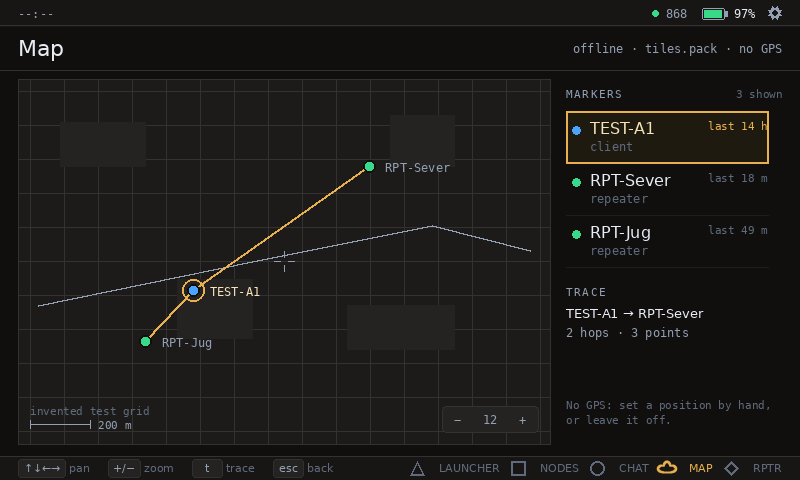 --:--
868
97%
Map
offline · tiles.pack · no GPS
MARKERS
3 shown
TEST-A1
last 14 h
client
RPT-Sever
last 18 m
repeater
RPT-Jug
last 49 m
repeater
TRACE
TEST-A1 → RPT-Sever
2 hops · 3 points
No GPS: set a position by hand,
or leave it off.
RPT-Sever
TEST-A1
RPT-Jug
invented test grid
200 m
− 12 +
↑↓←→ pan
+/− zoom
t trace
esc back
LAUNCHER
NODES
CHAT
MAP
RPTR